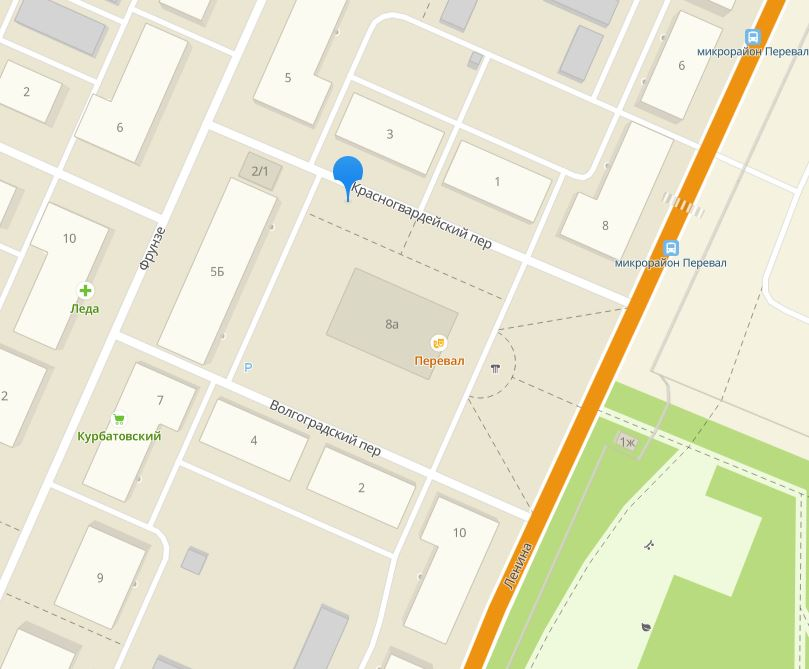 микрорайон Перевал
6
5
2
6
3
2/1
1
Красногвардейский пер
8
10
Фрунзе
микрорайон Перевал
5Б
Леда
8а
Перевал
P
2
7
Волгоградский пер
Курбатовский
4
1ж
2
10
Ленина
9